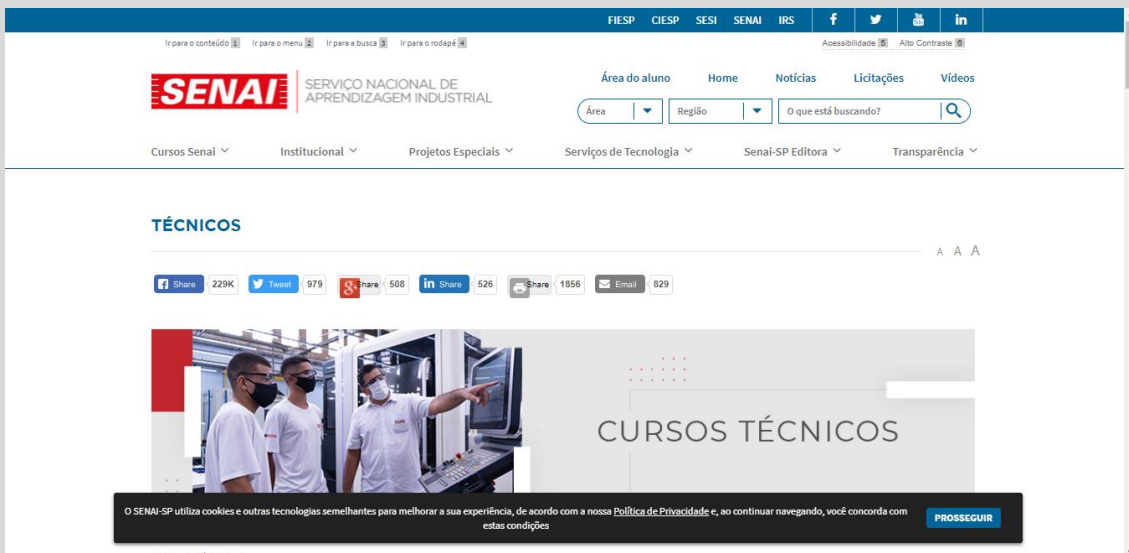 FIESP CIESP SESI SENAI IRS
Ir para o conteúdo 1 Ir para o menu 2 Ir para a busca 3 Ir para o rodapé 4 Acessibilidade 5 Alto Contraste 6
Área do aluno Home Notícias Licitações Vídeos
SENAI
SERVIÇO NACIONAL DE
APRENDIZAGEM INDUSTRIAL
Área Região O que está buscando?
Cursos Senai Institucional Projetos Especiais Serviços de Tecnologia Senai-SP Editora Transparência
TÉCNICOS
A A A
Share 229K Tweet 979 Share 508 Share 526 Share 1856 Email 829
CURSOS TÉCNICOS
O SENAI-SP utiliza cookies e outras tecnologias semelhantes para melhorar a sua experiência, de acordo com a nossa Política de Privacidade e, ao continuar navegando, você concorda com
estas condições
PROSSEGUIR